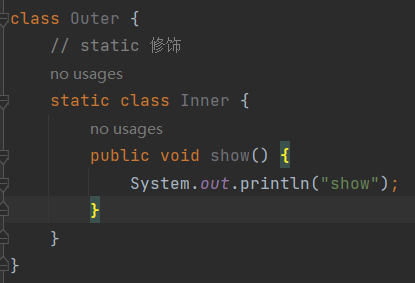 class Outer {
// static 修饰
no usages
static class Inner {
no usages
public void show() {
System.out.println("show");
}
}
}